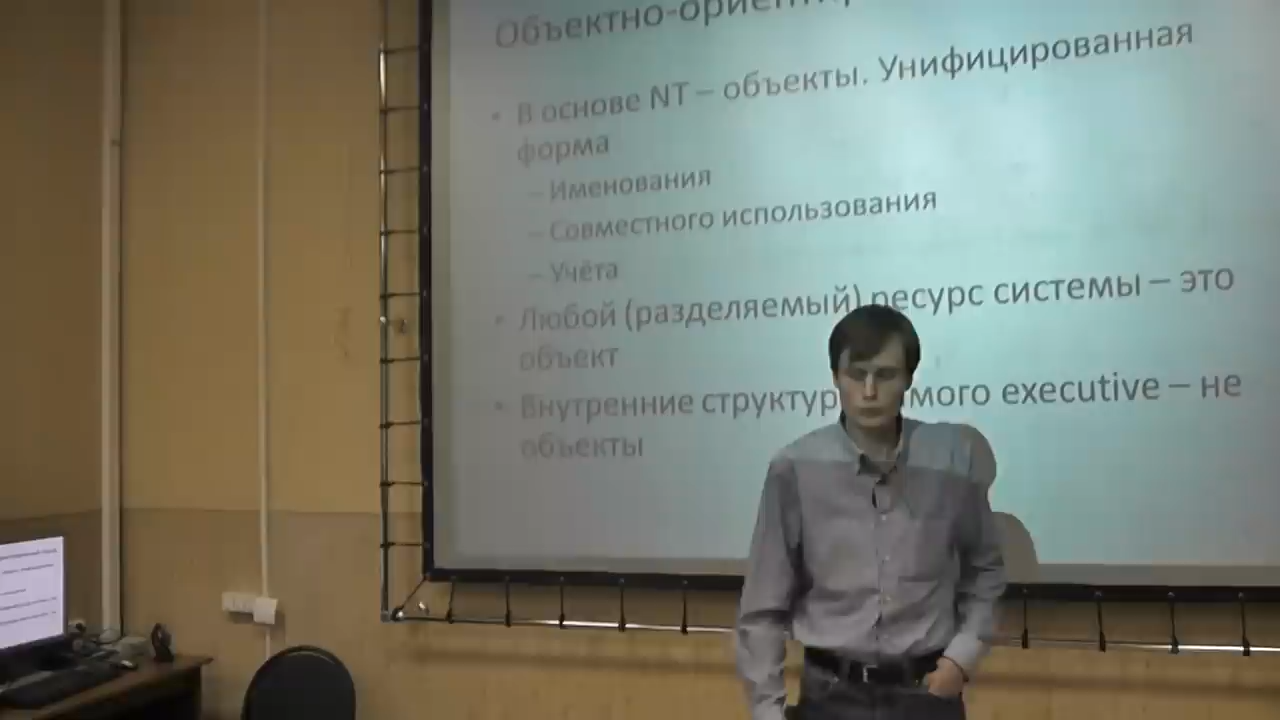 Объектно-ориентир
• В основе NT – объекты. Унифицированная
форма
– Именования
– Совместного использования
– Учёта
• Любой (разделяемый) ресурс системы – это
объект
• Внутренние структур мого executive – не
объекты